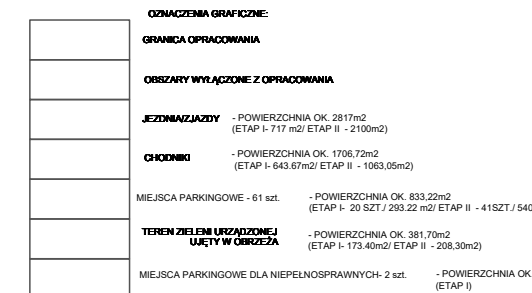 OZNACZENIA GRAFICZNE:
GRANICA OPRACOWANIA
OBSZARY WYŁĄCZONE Z OPRACOWANIA
JEZDNIA/ZJAZDY - POWIERZCHNIA OK. 2817m2
(ETAP I- 717 m2/ ETAP II - 2100m2)
CHODNIKI - POWIERZCHNIA OK. 1706,72m2
(ETAP I- 643.67m2/ ETAP II - 1063,05m2)
MIEJSCA PARKINGOWE - 61 szt. - POWIERZCHNIA OK. 833,22m2
(ETAP I- 20 SZT./ 293.22 m2/ ETAP II - 41SZT./ 540
TEREN ZIELENI URZĄDZONEJ - POWIERZCHNIA OK. 381,70m2
UJĘTY W OBRZEŻA (ETAP I- 173.40m2/ ETAP II - 208,30m2)
MIEJSCA PARKINGOWE DLA NIEPEŁNOSPRAWNYCH- 2 szt. - POWIERZCHNIA OK
(ETAP I)